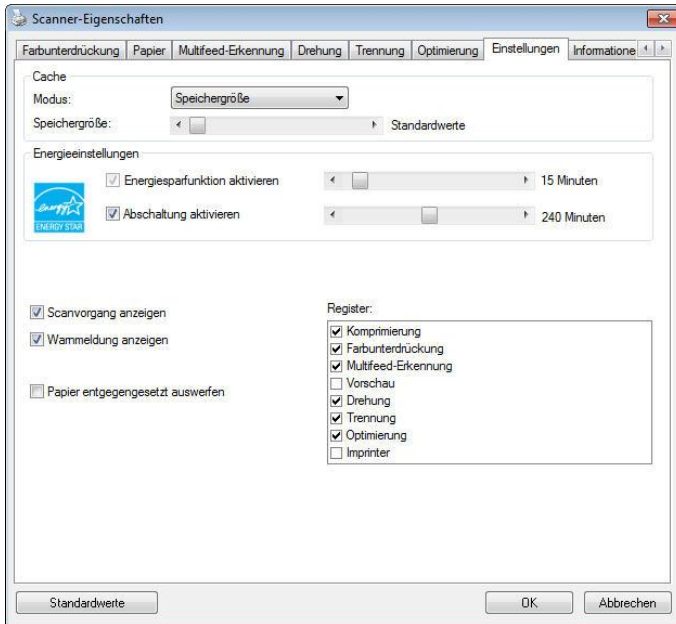 Scanner-Eigenschaften
Farbunterdrückung Papier Multifeed-Erkennung Drehung Trennung Optimierung Einstellungen Informatione
Cache
Modus: Speichergröße
Speichergröße: Standardwerte
Energieeinstellungen
Energiesparfunktion aktivieren 15 Minuten
Abschaltung aktivieren 240 Minuten
energy
ENERGY STAR
Scanvorgang anzeigen
Warnmeldung anzeigen
Papier entgegengesetzt auswerfen
Register:
Komprimierung
Farbunterdrückung
Multifeed-Erkennung
Vorschau
Drehung
Trennung
Optimierung
Imprinter
Standardwerte OK Abbrechen